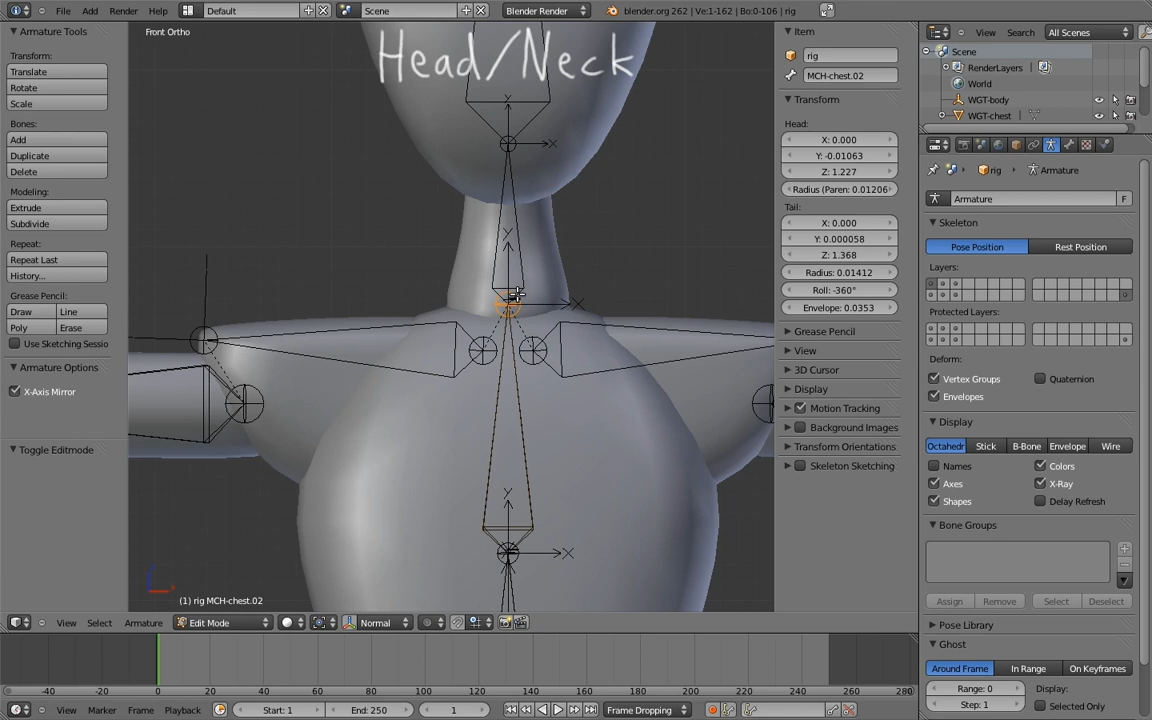 File Add Render Help Default Scene Blender Render blender.org 262 | Ve:1-162 | Bo:0-106 | rig
Armature Tools
Transform:
Translate
Rotate
Scale
Bones:
Add
Duplicate
Delete
Modeling:
Extrude
Subdivide
Repeat:
Repeat Last
History...
Grease Pencil:
Draw Line
Poly Erase
Use Sketching Sessio
Armature Options
X-Axis Mirror
Toggle Editmode
Front Ortho
Head/Neck
Y
X
Y
X
Y
X
(1) rig MCH-chest.02
View Select Armature Edit Mode Normal
Item
rig
MCH-chest.02
Transform
Head:
X: 0.000
Y: -0.01063
Z: 1.227
Radius (Paren: 0.01206
Tail:
X: 0.000
Y: 0.000058
Z: 1.368
Radius: 0.01412
Roll: -360°
Envelope: 0.0353
Grease Pencil
View
3D Cursor
Display
Motion Tracking
Background Images
Transform Orientations
Skeleton Sketching
View Search All Scenes
Scene
RenderLayers
World
WGT-body
WGT-chest
rig Armature
Armature F
Skeleton
Pose Position Rest Position
Layers:
Protected Layers:
Deform:
Vertex Groups Quaternion
Envelopes
Display
Octahedr Stick B-Bone Envelope Wire
Names Colors
Axes X-Ray
Shapes Delay Refresh
Bone Groups
Assign Remove Select Deselect
Pose Library
Ghost
Around Frame In Range On Keyframes
Range: 0 Display:
Step: 1 Selected Only
-40 -20 0 20 40 60 80 100 120 140 160 180 200 220 240 260 280
View Marker Frame Playback Start: 1 End: 250 1 Frame Dropping